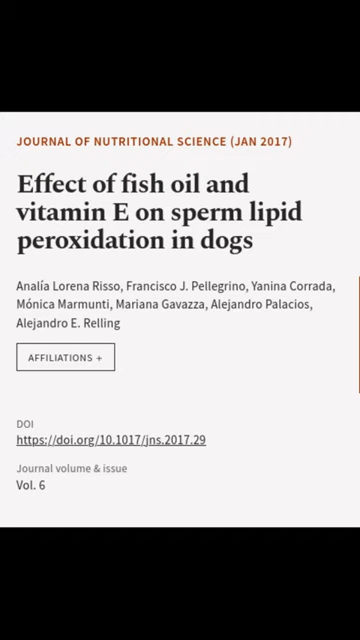 JOURNAL OF NUTRITIONAL SCIENCE (JAN 2017)
Effect of fish oil and
vitamin E on sperm lipid
peroxidation in dogs
Analía Lorena Risso, Francisco J. Pellegrino, Yanina Corrada,
Mónica Marmunti, Mariana Gavazza, Alejandro Palacios,
Alejandro E. Relling
AFFILIATIONS +
DOI
https://doi.org/10.1017/jns.2017.29
Journal volume & issue
Vol. 6